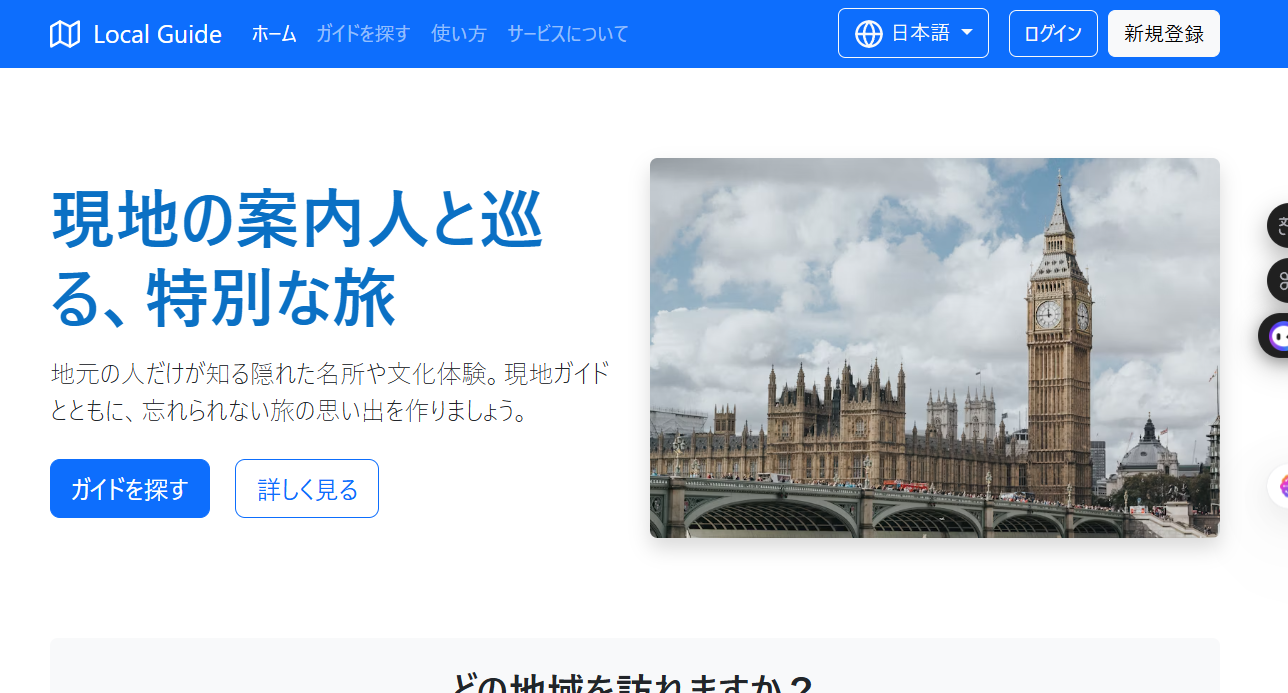 Local Guide ホーム ガイドを探す 使い方 サービスについて 日本語 ログイン 新規登録
現地の案内人と巡
る、特別な旅
地元の人だけが知る隠れた名所や文化体験。現地ガイド
とともに、忘れられない旅の思い出を作りましょう。
ガイドを探す 詳しく見る
どの地域を訪れますか？